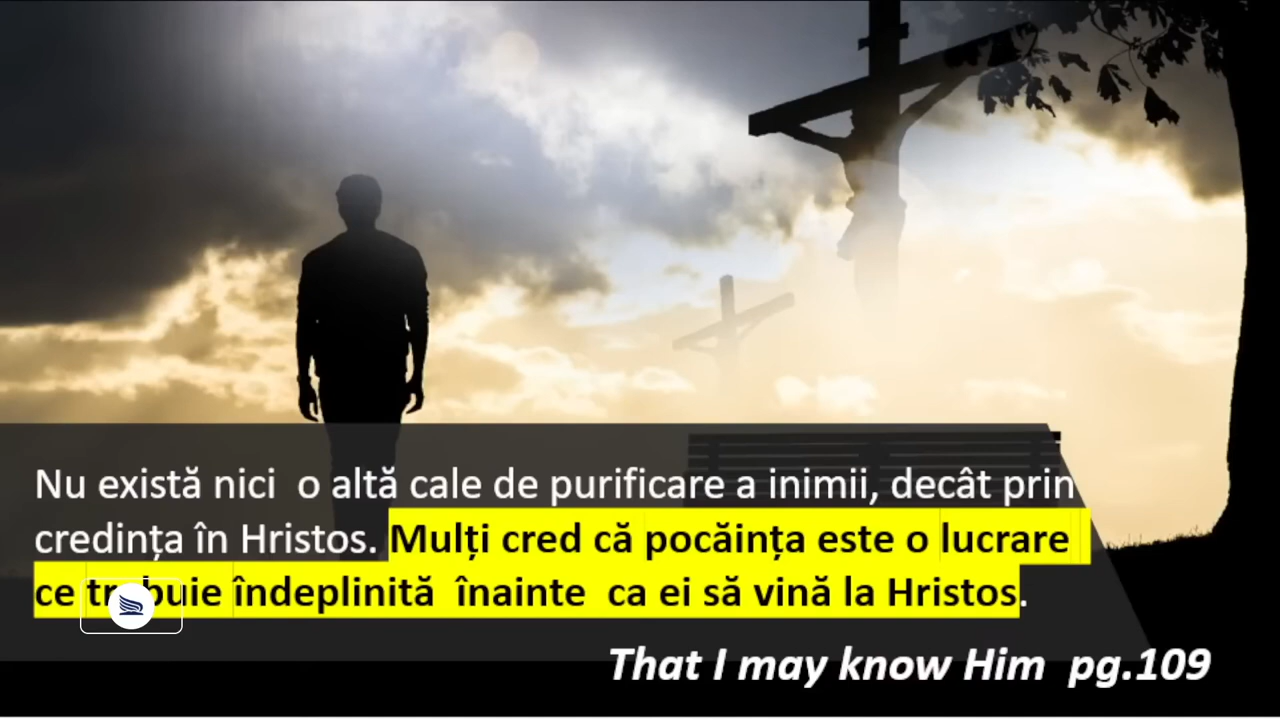 Nu există nici o altă cale de purificare a inimii, decât prin
credința în Hristos. Mulți cred că pocăința este o lucrare
ce trebuie îndeplinită înainte ca ei să vină la Hristos.
That I may know Him pg.109